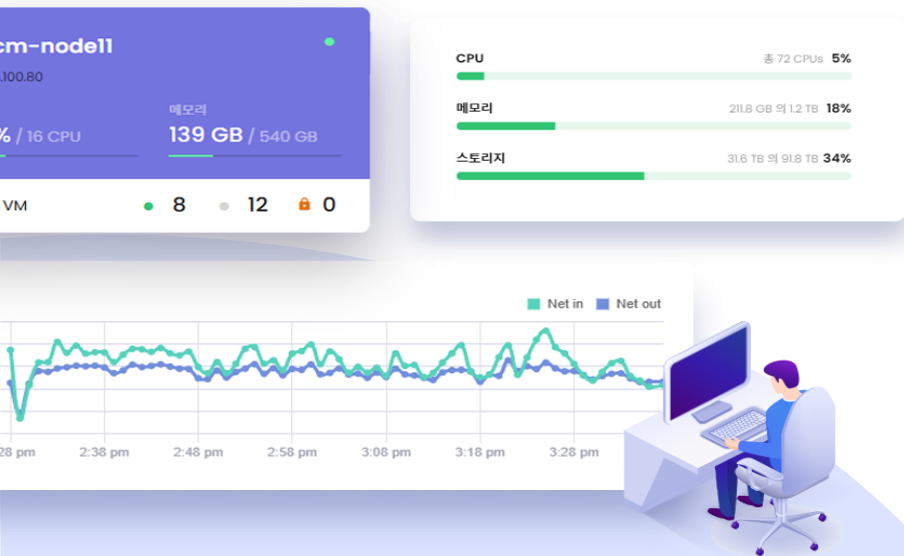 cm-node11
.100.80
메모리
% / 16 CPU
139 GB / 540 GB
VM
8
12
0
CPU
총 72 CPUs 5%
메모리
211.8 GB 의 1.2 TB 18%
스토리지
31.6 TB 의 91.8 TB 34%
Net in
Net out
28 pm
2:38 pm
2:48 pm
2:58 pm
3:08 pm
3:18 pm
3:28 pm